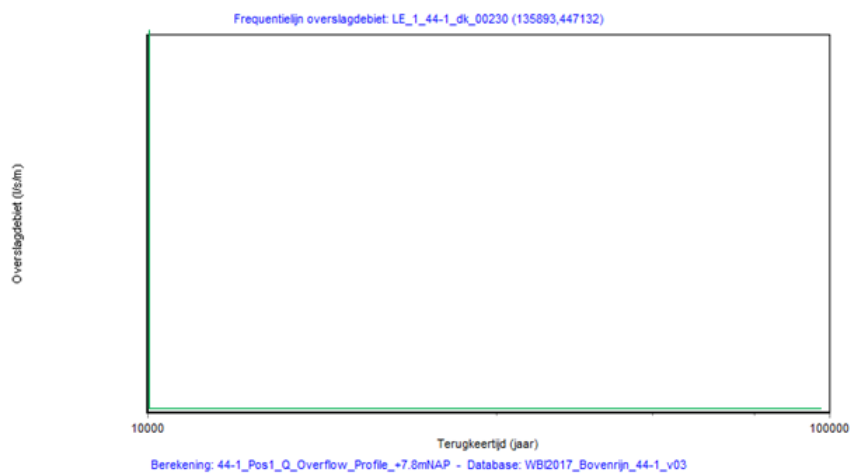 Frequentielijn overslagdebiet: LE_1_44-1_dk_00230 (135893,447132)
Overslagdebiet (l/s/m)
10000
100000
Terugkeertijd (jaar)
Berekening: 44-1_Pos1_Q_Overflow_Profile_+7.8mNAP - Database: WBI2017_Bovenrijn_44-1_v03